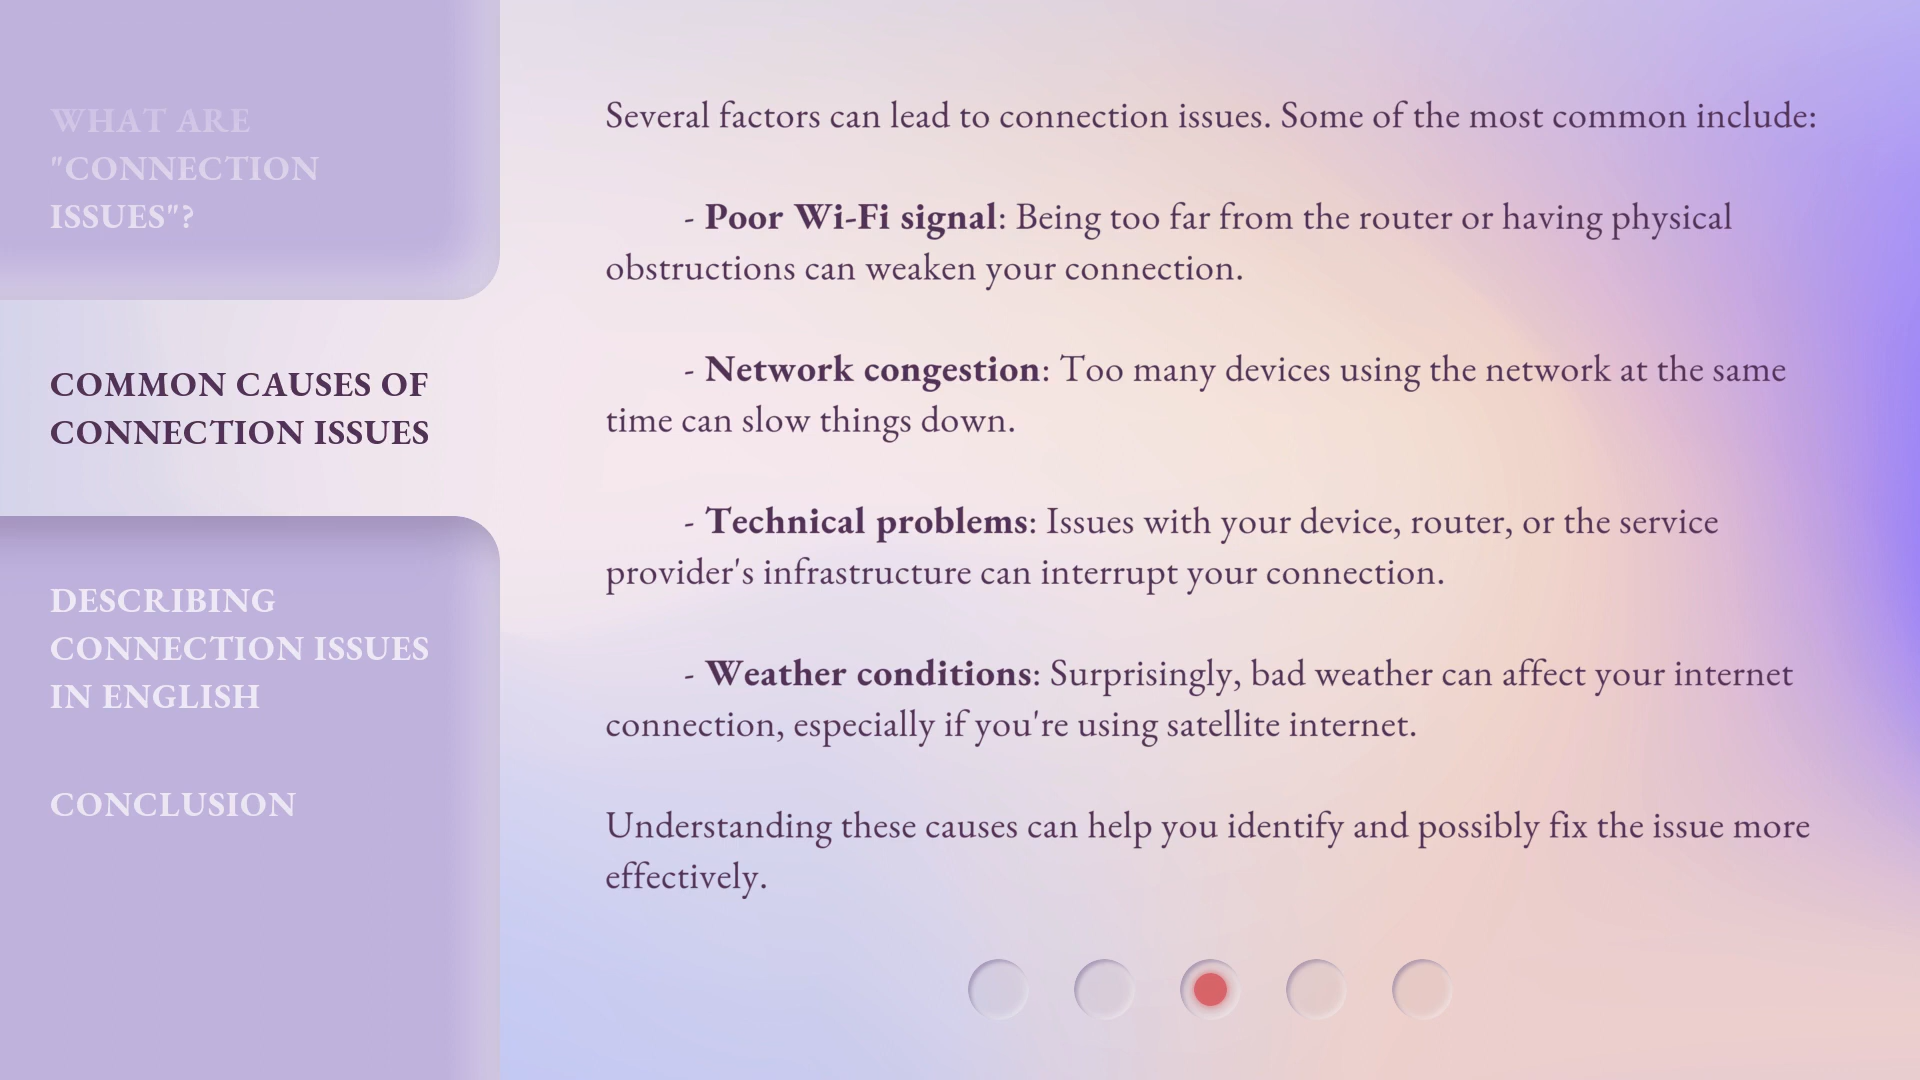 WHAT ARE
"CONNECTION
ISSUES"?
COMMON CAUSES OF
CONNECTION ISSUES
DESCRIBING
CONNECTION ISSUES
IN ENGLISH
CONCLUSION
Several factors can lead to connection issues. Some of the most common include:
- Poor Wi-Fi signal: Being too far from the router or having physical
obstructions can weaken your connection.
- Network congestion: Too many devices using the network at the same
time can slow things down.
- Technical problems: Issues with your device, router, or the service
provider's infrastructure can interrupt your connection.
- Weather conditions: Surprisingly, bad weather can affect your internet
connection, especially if you're using satellite internet.
Understanding these causes can help you identify and possibly fix the issue more
effectively.